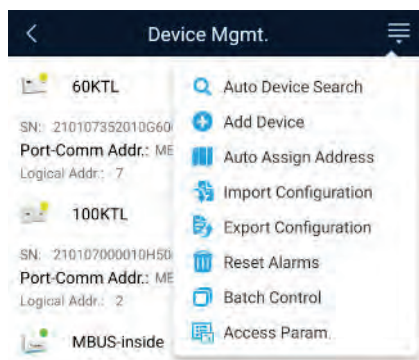 Device Mgmt.
60KTL
SN: 210107352010G60
Port-Comm Addr.: ME
Logical Addr.: 7
100KTL
SN: 210107000010H50
Port-Comm Addr.: ME
Logical Addr.: 2
MBUS-inside
Auto Device Search
Add Device
Auto Assign Address
Import Configuration
Export Configuration
Reset Alarms
Batch Control
Access Param.